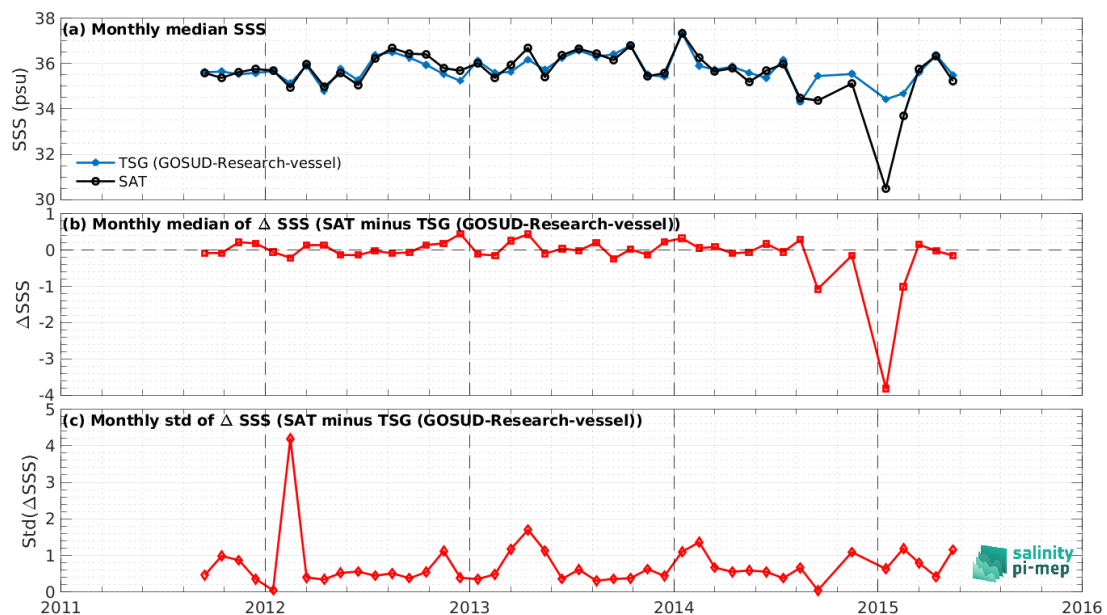 (a) Monthly median SSS
38
36
34
32
30
SSS (psu)
TSG (GOSUD-Research-vessel)
SAT
(b) Monthly median of Δ SSS (SAT minus TSG (GOSUD-Research-vessel))
1
0
-1
-2
-3
-4
ΔSSS
(c) Monthly std of Δ SSS (SAT minus TSG (GOSUD-Research-vessel))
5
4
3
2
1
0
Std(ΔSSS)
salinity
pi-mep
2011 2012 2013 2014 2015 2016